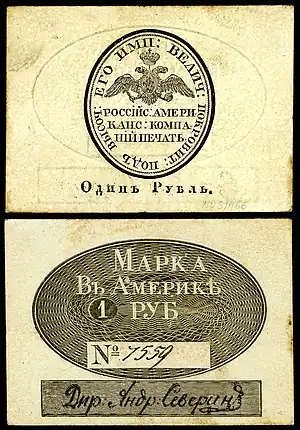 ПОДЪ ВЫСОЧ: ЕГО ИМП: ВЕЛИЧ: ПОКРОВИТ:
РОССІЙС: АМЕРИ
КАНС: КОМПА
НІЙ ПЕЧАТЬ.
Одинъ Рубль.
МАРКА
ВЪ АМЕРИКѢ
1 РУБ
№ 7559
Дир: Андр: Северинъ